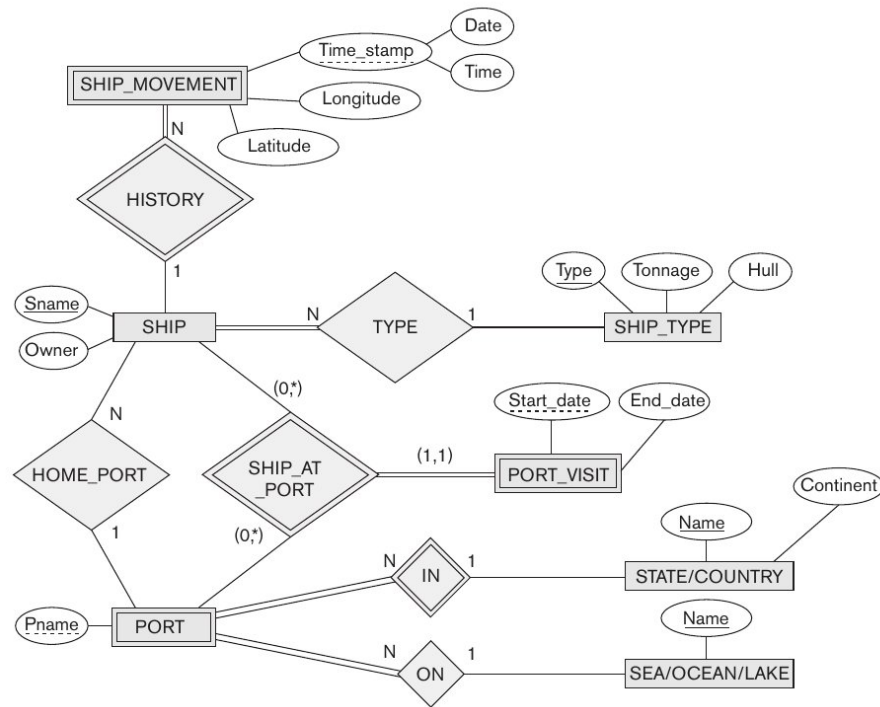 Date
Time_stamp
SHIP_MOVEMENT
Time
Longitude
N
Latitude
HISTORY
1
Type
Tonnage
Hull
Sname
SHIP
N
TYPE
1
SHIP_TYPE
Owner
(0,*)
Start_date
End_date
N
(1,1)
HOME_PORT
SHIP_AT
_PORT
PORT_VISIT
Continent
1
(0,*)
Name
N
IN
1
STATE/COUNTRY
Pname
PORT
Name
N
ON
1
SEA/OCEAN/LAKE